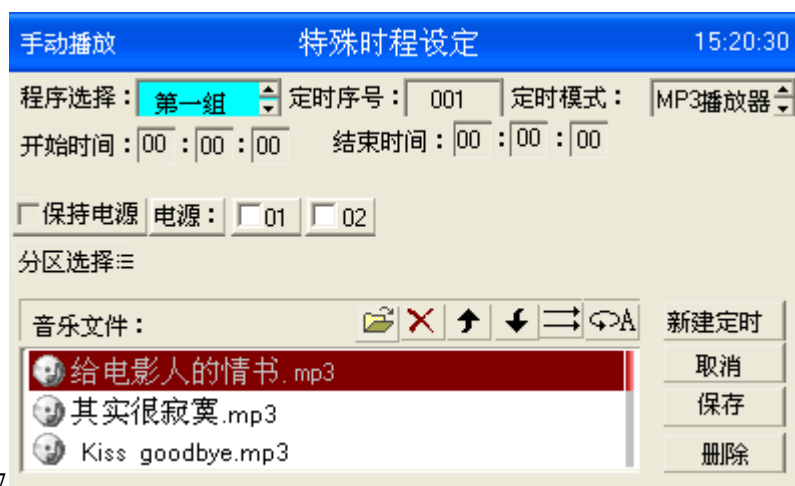 手动播放 特殊时程设定 15:20:30
程序选择：第一组 定时序号：001 定时模式：MP3播放器
开始时间：00：00：00 结束时间：00：00：00
保持电源 电源：01 02
分区选择：
音乐文件：A 新建定时
给电影人的情书.mp3 取消
其实很寂寞.mp3 保存
Kiss goodbye.mp3 删除
7